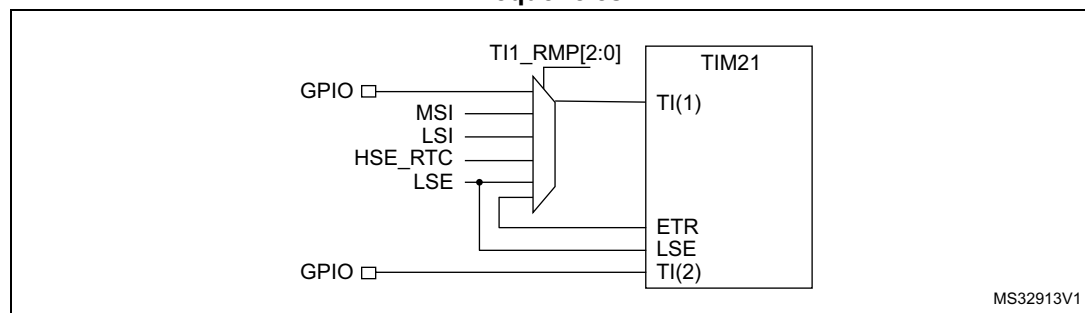 TI1_RMP[2:0]
TIM21
GPIO
TI(1)
MSI
LSI
HSE_RTC
LSE
ETR
LSE
GPIO
TI(2)
MS32913V1